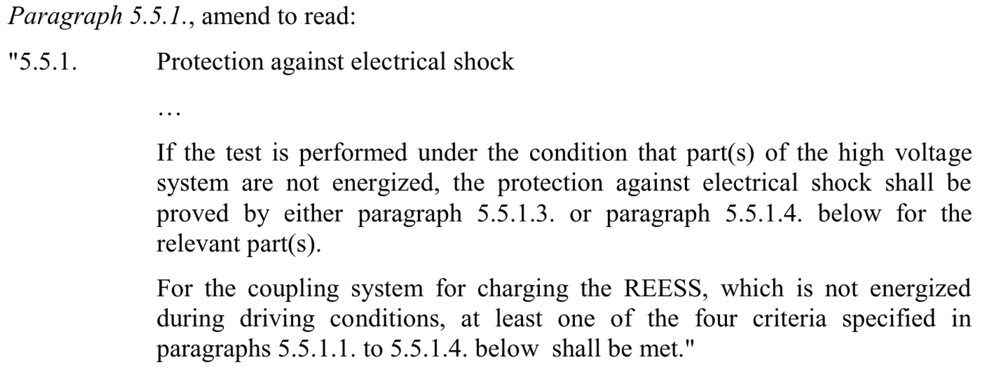 Paragraph 5.5.1., amend to read:
"5.5.1. Protection against electrical shock
…
If the test is performed under the condition that part(s) of the high voltage
system are not energized, the protection against electrical shock shall be
proved by either paragraph 5.5.1.3. or paragraph 5.5.1.4. below for the
relevant part(s).
For the coupling system for charging the REESS, which is not energized
during driving conditions, at least one of the four criteria specified in
paragraphs 5.5.1.1. to 5.5.1.4. below shall be met."